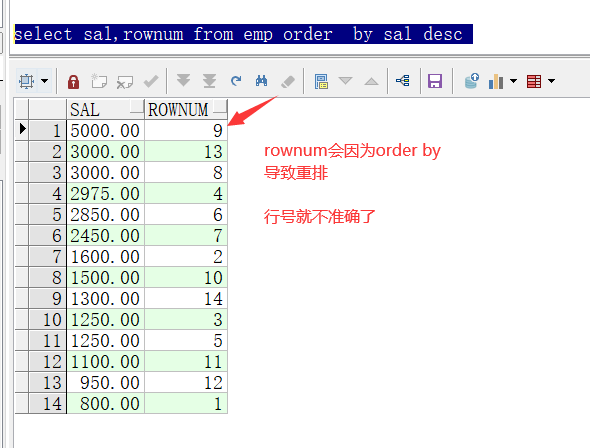 select sal,rownum from emp order  by sal desc
SAL ROWNUM
1 5000.00 9
2 3000.00 13
3 3000.00 8
4 2975.00 4
5 2850.00 6
6 2450.00 7
7 1600.00 2
8 1500.00 10
9 1300.00 14
10 1250.00 3
11 1250.00 5
12 1100.00 11
13 950.00 12
14 800.00 1
rownum会因为order by
导致重排
行号就不准确了